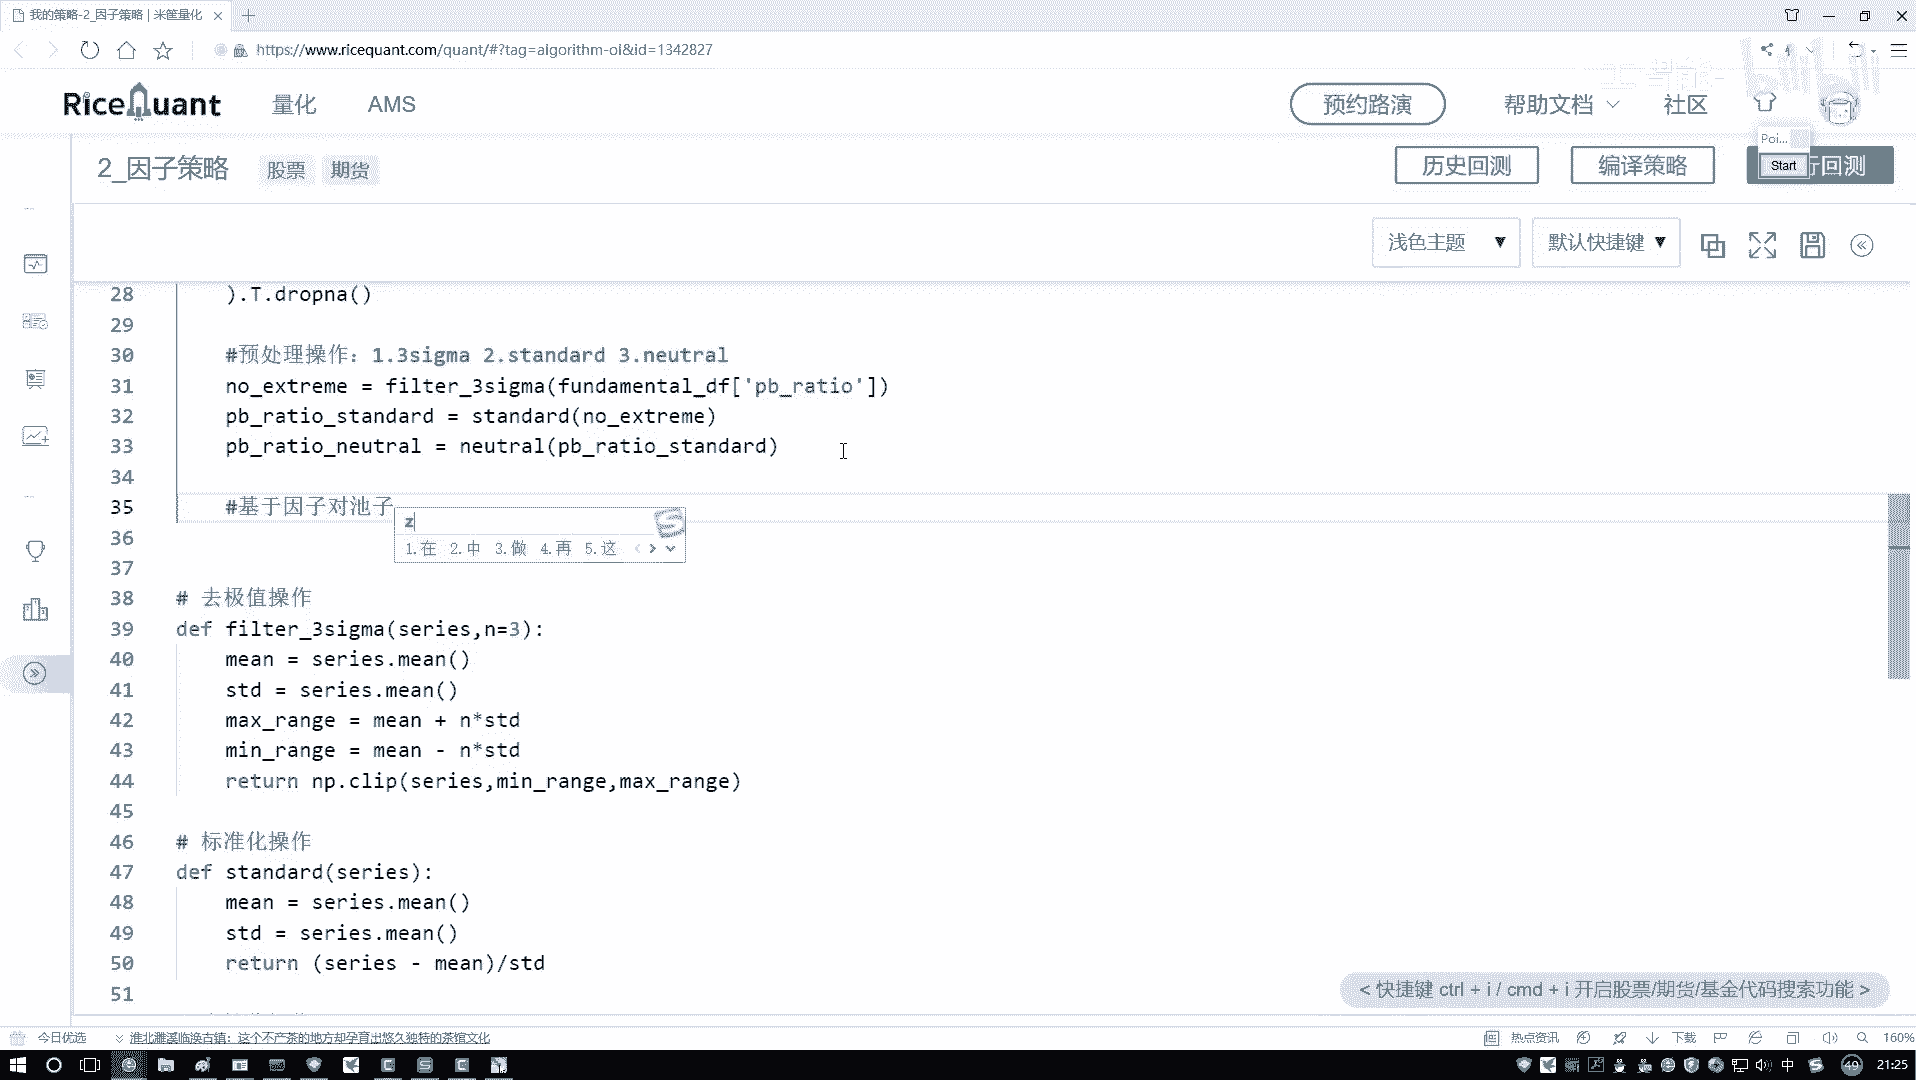 我的策略-2_因子策略 | 米筐量化
https://www.ricequant.com/quant/#?tag=algorithm-oi&id=1342827
bilibili
RiceQuant 量化 AMS 预约路演 帮助文档 社区
Poi...
2_因子策略 股票 期货 历史回测 编译策略 Start 行回测
浅色主题 默认快捷键
28 ).T.dropna()
29
30 #预处理操作：1.3sigma 2.standard 3.neutral
31 no_extreme = filter_3sigma(fundamental_df['pb_ratio'])
32 pb_ratio_standard = standard(no_extreme)
33 pb_ratio_neutral = neutral(pb_ratio_standard)
34
35 #基于因子对池子
z
1.在 2.中 3.做 4.再 5.这
36
37
38 # 去极值操作
39 def filter_3sigma(series,n=3):
40 mean = series.mean()
41 std = series.mean()
42 max_range = mean + n*std
43 min_range = mean - n*std
44 return np.clip(series,min_range,max_range)
45
46 # 标准化操作
47 def standard(series):
48 mean = series.mean()
49 std = series.mean()
50 return (series - mean)/std
51
< 快捷键 ctrl + i / cmd + i 开启股票/期货/基金代码搜索功能 >
今日优选 淮北濉溪临涣古镇：这个不产茶的地方却孕育出悠久独特的茶馆文化 热点资讯 下载 160%
中 49 21:25